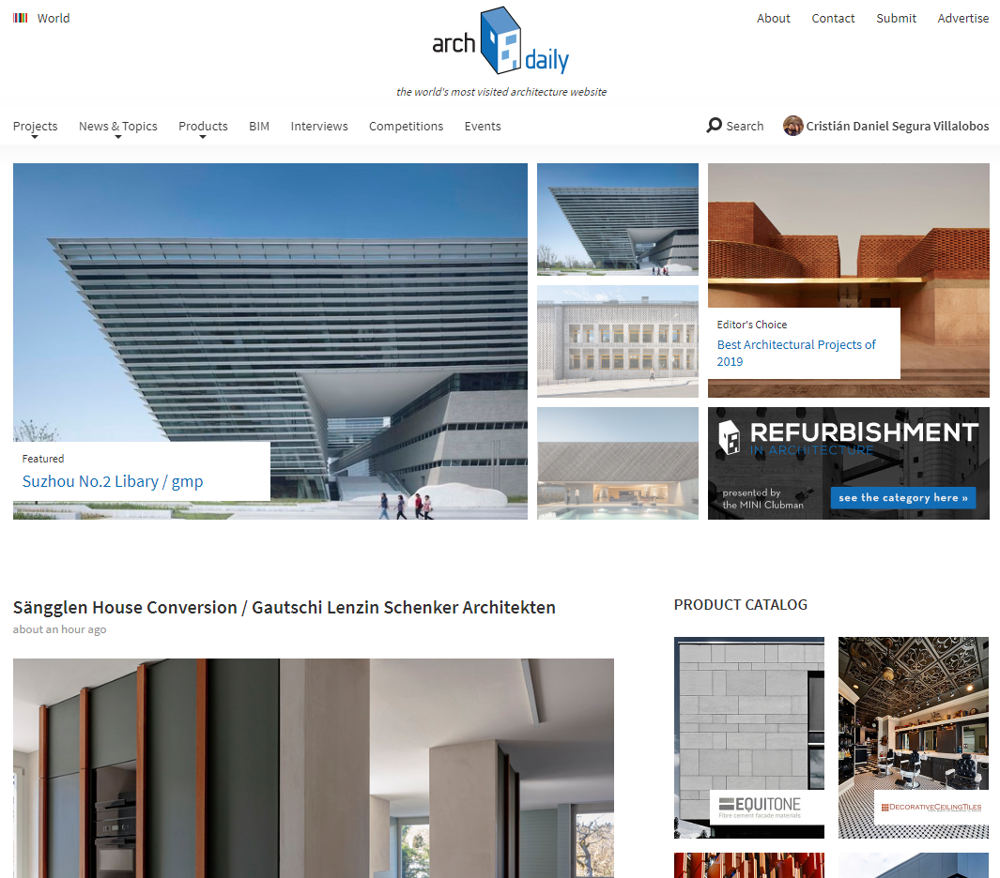 World
About
Contact
Submit
Advertise
arch
daily
the world's most visited architecture website
Projects
News & Topics
Products
BIM
Interviews
Competitions
Events
Search
Cristián Daniel Segura Villalobos
Featured
Suzhou No.2 Libary / gmp
Editor's Choice
Best Architectural Projects of
2019
REFURBISHMENT
IN ARCHITECTURE
presented by
the MINI Clubman
see the category here »
Sängglen House Conversion / Gautschi Lenzin Schenker Architekten
about an hour ago
PRODUCT CATALOG
EQUITONE
Fibre cement facade materials
DECORATIVECEILINGTILES